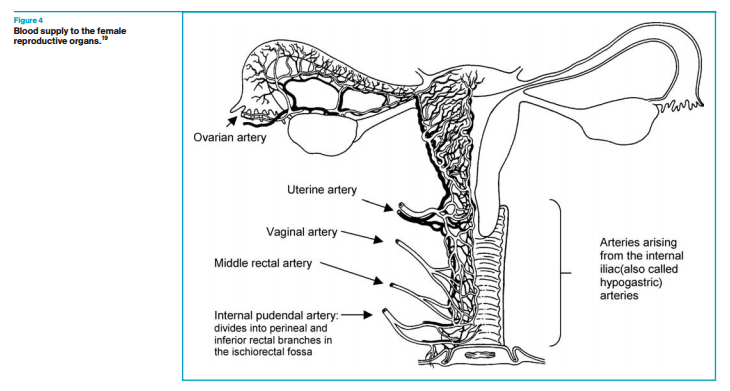 Figure 4
Blood supply to the female
reproductive organs.19
Ovarian artery
Uterine artery
Vaginal artery
Middle rectal artery
Internal pudendal artery:
divides into perineal and
inferior rectal branches in
the ischiorectal fossa
Arteries arising
from the internal
iliac(also called
hypogastric)
arteries